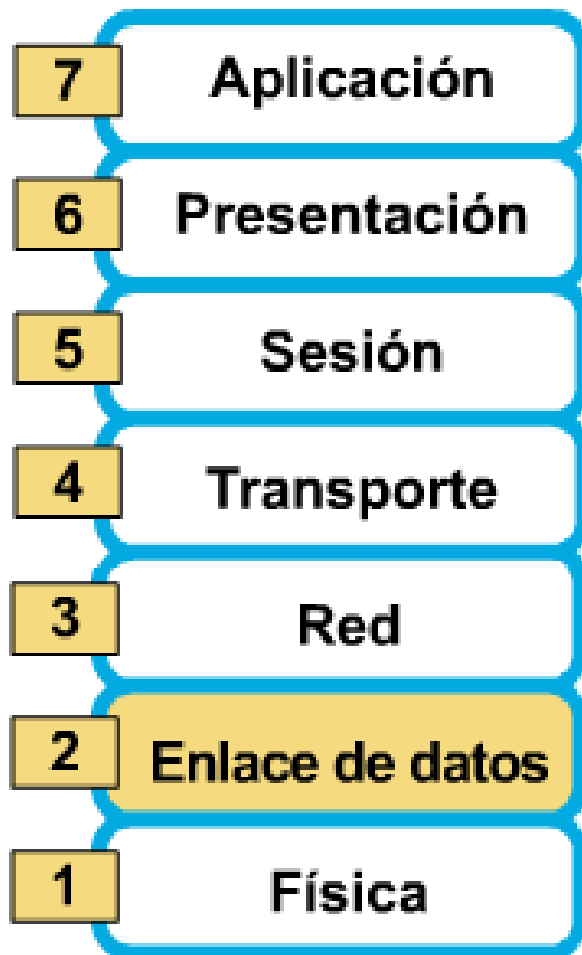 7 Aplicación
6 Presentación
5 Sesión
4 Transporte
3 Red
2 Enlace de datos
1 Física